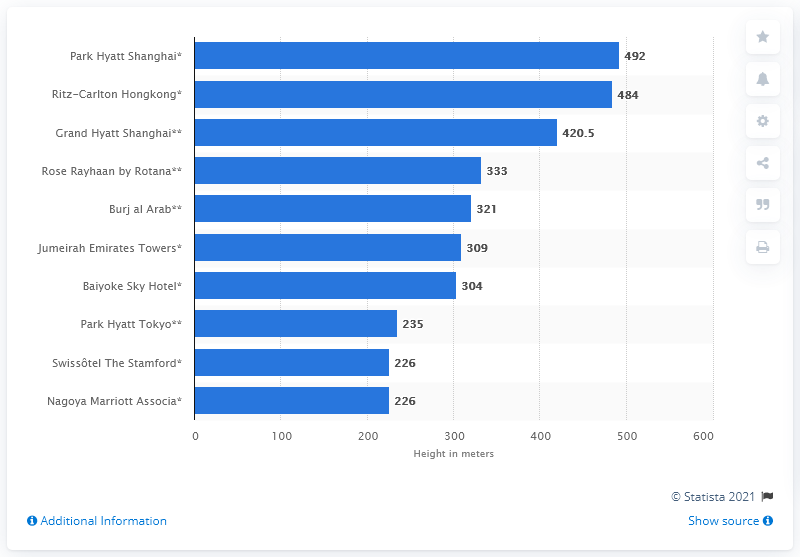 Park Hyatt Shanghai* 492
Ritz-Carlton Hongkong* 484
Grand Hyatt Shanghai** 420.5
Rose Rayhaan by Rotana** 333
Burj al Arab** 321
Jumeirah Emirates Towers* 309
Baiyoke Sky Hotel* 304
Park Hyatt Tokyo** 235
Swissôtel The Stamford* 226
Nagoya Marriott Associa* 226
0 100 200 300 400 500 600
Height in meters
© Statista 2021
Additional Information Show source